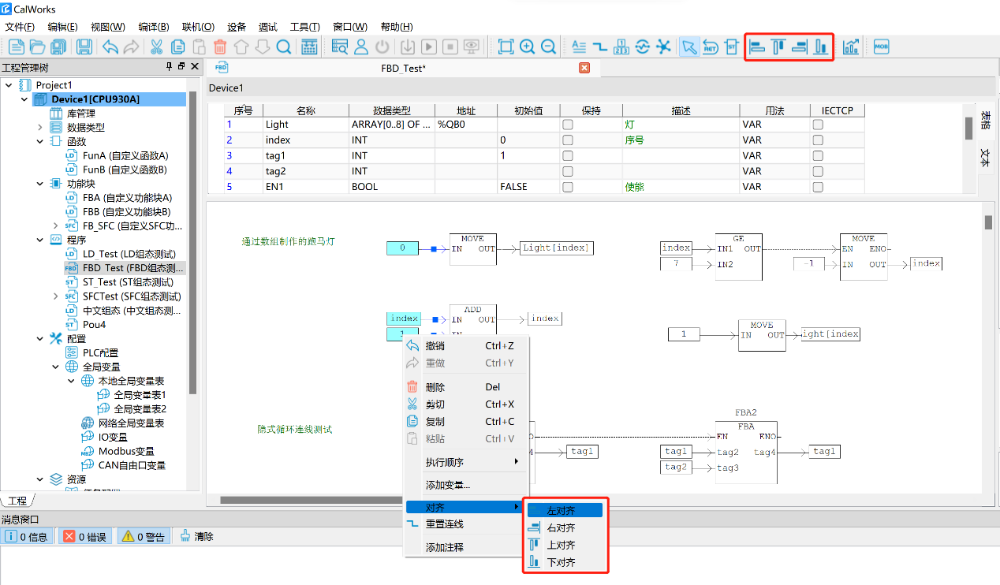 CalWorks
文件(F) 编辑(E) 视图(W) 编译(B) 联机(O) 设备 调试 工具(T) 窗口(W) 帮助(H)
工程管理树
FBD_Test*
Project1
Device1[CPU930A]
库管理
数据类型
函数
FunA (自定义函数A)
FunB (自定义函数B)
功能块
FBA (自定义功能块A)
FBB (自定义功能块B)
FB_SFC (自定义SFC功...
程序
LD_Test (LD组态测试)
FBD_Test (FBD组态测...
ST_Test (ST组态测试)
SFCTest (SFC组态测试)
中文组态 (中文组态测...
Pou4
配置
PLC配置
全局变量
本地全局变量表
全局变量表1
全局变量表2
网络全局变量表
IO变量
Modbus变量
CAN自由口变量
资源
工程
Device1
序号 名称 数据类型 地址 初始值 保持 描述 用法 IECTCP
1 Light ARRAY[0..8] OF ... %QB0 灯 VAR
2 index INT 0 序号 VAR
3 tag1 INT 1 VAR
4 tag2 INT VAR
5 EN1 BOOL FALSE 使能 VAR
表格
文本
通过数组制作的跑马灯
0
MOVE
IN OUT
Light[index]
index
7
GE
IN1 OUT
IN2
MOVE
EN ENO
-1
IN OUT
index
index
1
ADD
IN OUT
IN
index
1
MOVE
IN OUT
ight[index]
隐式循环连线测试
O
4
tag1
tag1
tag2
FBA2
FBA
EN ENO
tag2 tag4
tag3
tag1
撤销 Ctrl+Z
重做 Ctrl+Y
删除 Del
剪切 Ctrl+X
复制 Ctrl+C
粘贴 Ctrl+V
执行顺序
添加变量...
对齐
重置连线
添加注释
左对齐
右对齐
上对齐
下对齐
消息窗口
0 信息 0 错误 0 警告 清除